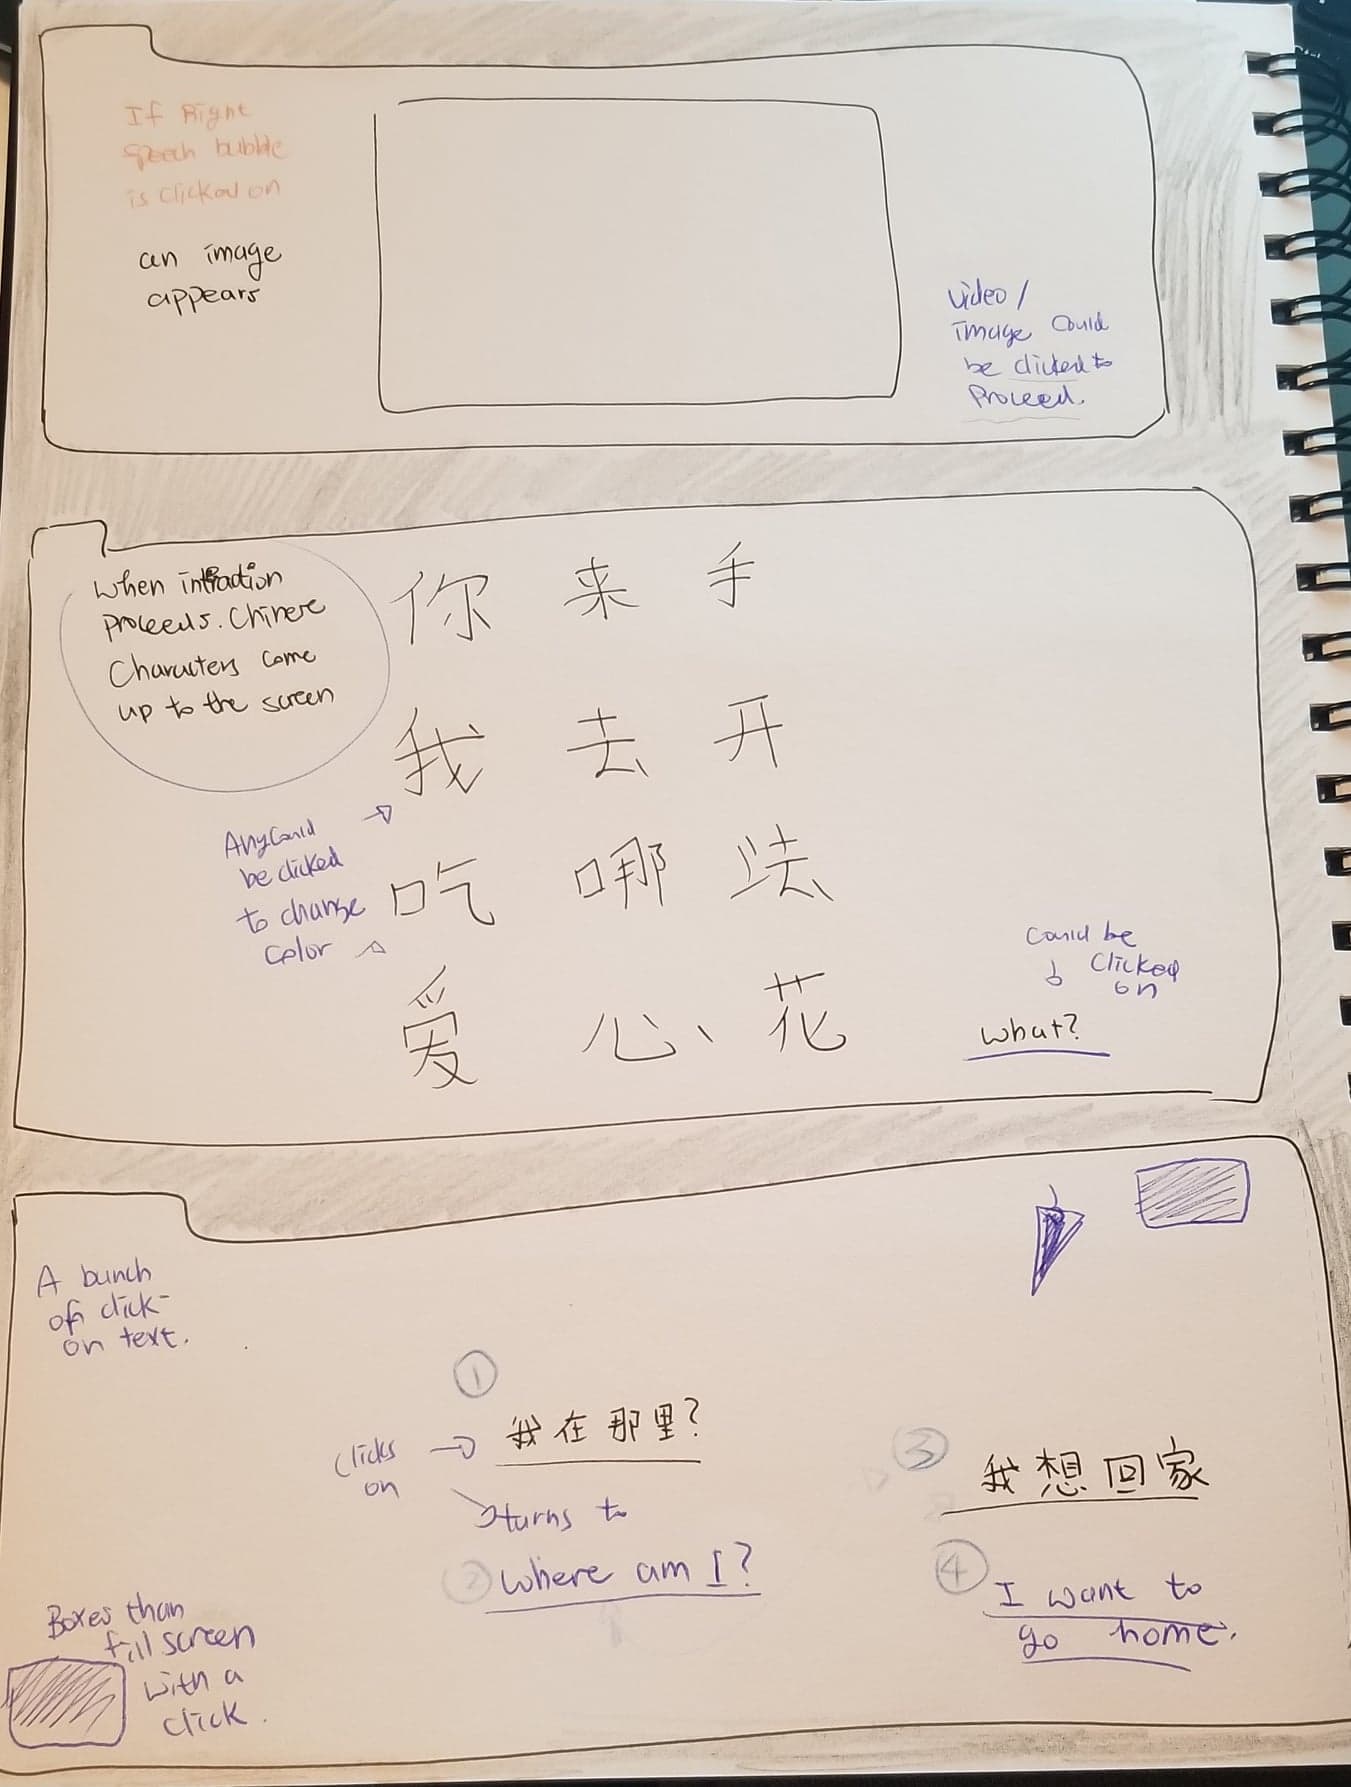 If Right
Speech bubble
is clicked on
an image
appears
Video /
image could
be clicked to
Proceed.
When
Proceeds. Chinese
Characters come
up to the screen
你 来 手
我 去 开
吃 哪
爱 心 花
Any could
be clicked
to change
color
Could be
Clicked
on
what?
A bunch
of click-
on text.
①
Clicks
on
我在那里?
turns to
② Where am I?
③
我想回家
④
I want to
go home.
Boxes than
fill screen
with a
click.